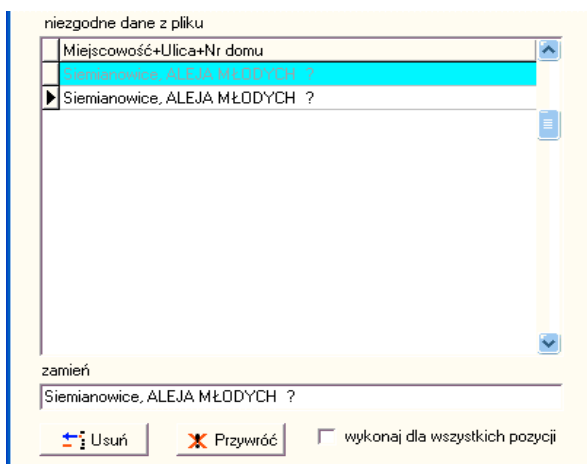 niezgodne dane z pliku
Miejscowość+Ulica+Nr domu
Siemianowice, ALEJA MŁODYCH ?
Siemianowice, ALEJA MŁODYCH ?
zamień
Siemianowice, ALEJA MŁODYCH ?
Usuń Przywróć wykonaj dla wszystkich pozycji